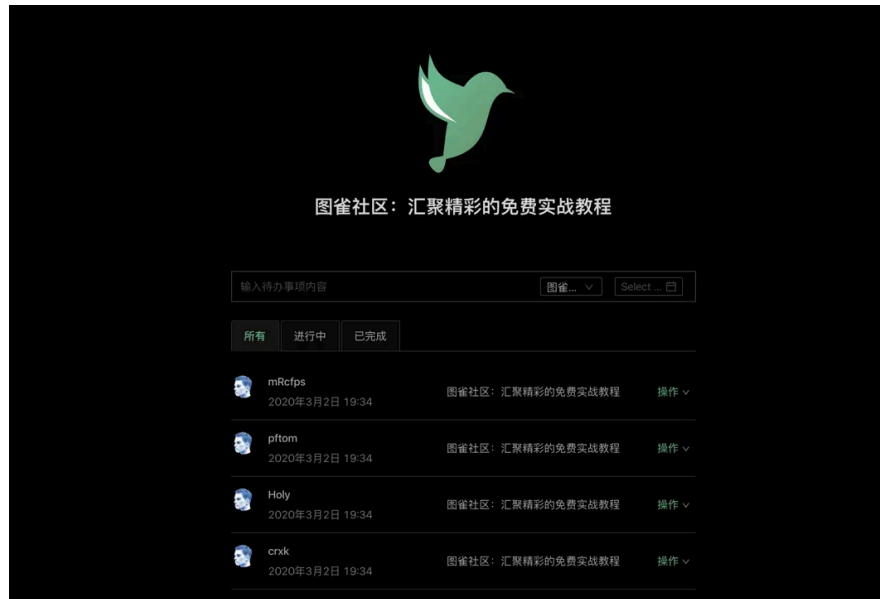 图雀社区：汇聚精彩的免费实战教程
输入待办事项内容 图雀... Select ...
所有 进行中 已完成
mRcfps
2020年3月2日 19:34 图雀社区：汇聚精彩的免费实战教程 操作
pftom
2020年3月2日 19:34 图雀社区：汇聚精彩的免费实战教程 操作
Holy
2020年3月2日 19:34 图雀社区：汇聚精彩的免费实战教程 操作
crxk
2020年3月2日 19:34 图雀社区：汇聚精彩的免费实战教程 操作